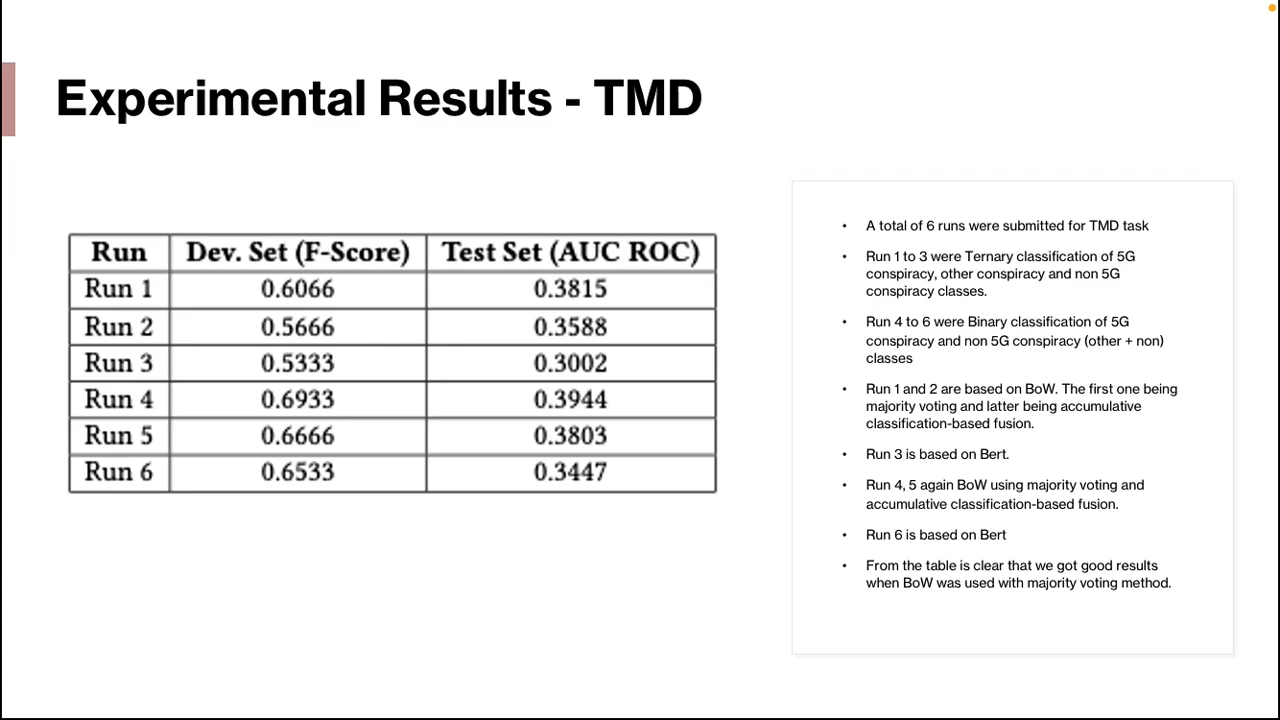 Experimental Results - TMD
Run Dev. Set (F-Score) Test Set (AUC ROC)
Run 1 0.6066 0.3815
Run 2 0.5666 0.3588
Run 3 0.5333 0.3002
Run 4 0.6933 0.3944
Run 5 0.6666 0.3803
Run 6 0.6533 0.3447
• A total of 6 runs were submitted for TMD task
• Run 1 to 3 were Ternary classification of 5G
conspiracy, other conspiracy and non 5G
conspiracy classes.
• Run 4 to 6 were Binary classification of 5G
conspiracy and non 5G conspiracy (other + non)
classes
• Run 1 and 2 are based on BoW. The first one being
majority voting and latter being accumulative
classification-based fusion.
• Run 3 is based on Bert.
• Run 4, 5 again BoW using majority voting and
accumulative classification-based fusion.
• Run 6 is based on Bert
• From the table is clear that we got good results
when BoW was used with majority voting method.